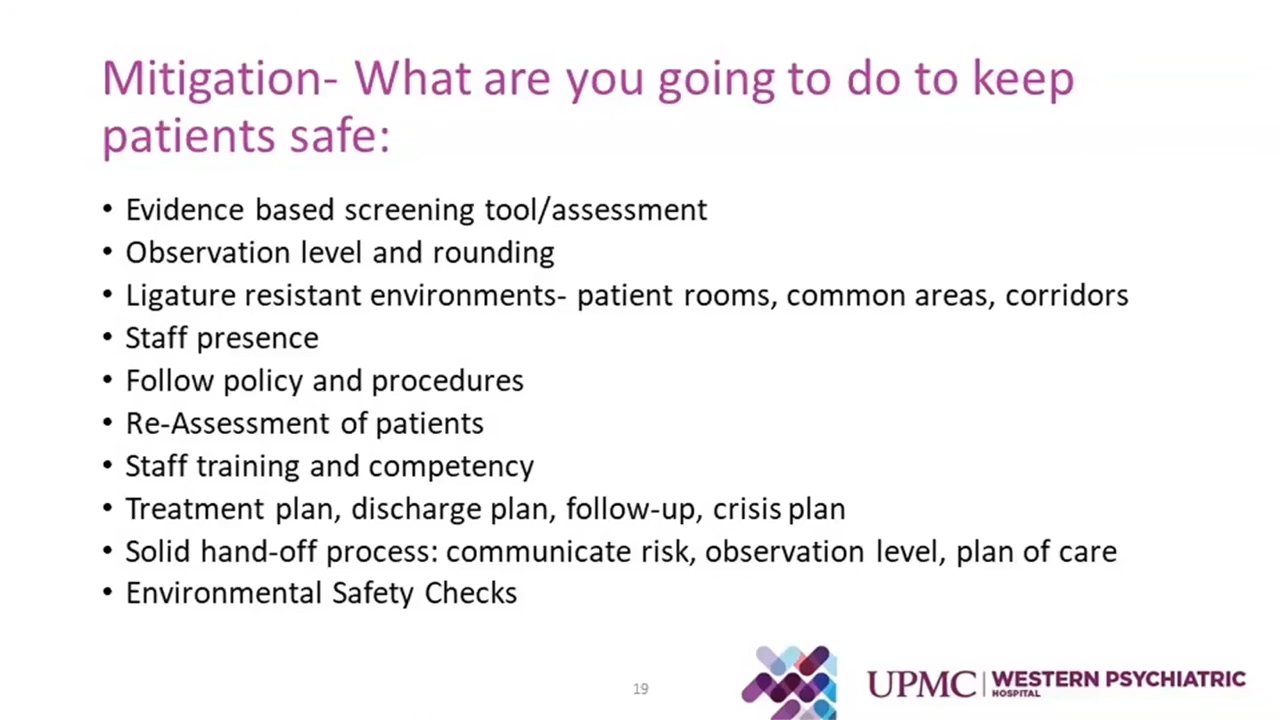 Mitigation- What are you going to do to keep
patients safe:
• Evidence based screening tool/assessment
• Observation level and rounding
• Ligature resistant environments- patient rooms, common areas, corridors
• Staff presence
• Follow policy and procedures
• Re-Assessment of patients
• Staff training and competency
• Treatment plan, discharge plan, follow-up, crisis plan
• Solid hand-off process: communicate risk, observation level, plan of care
• Environmental Safety Checks
19
UPMC | WESTERN PSYCHIATRIC
HOSPITAL